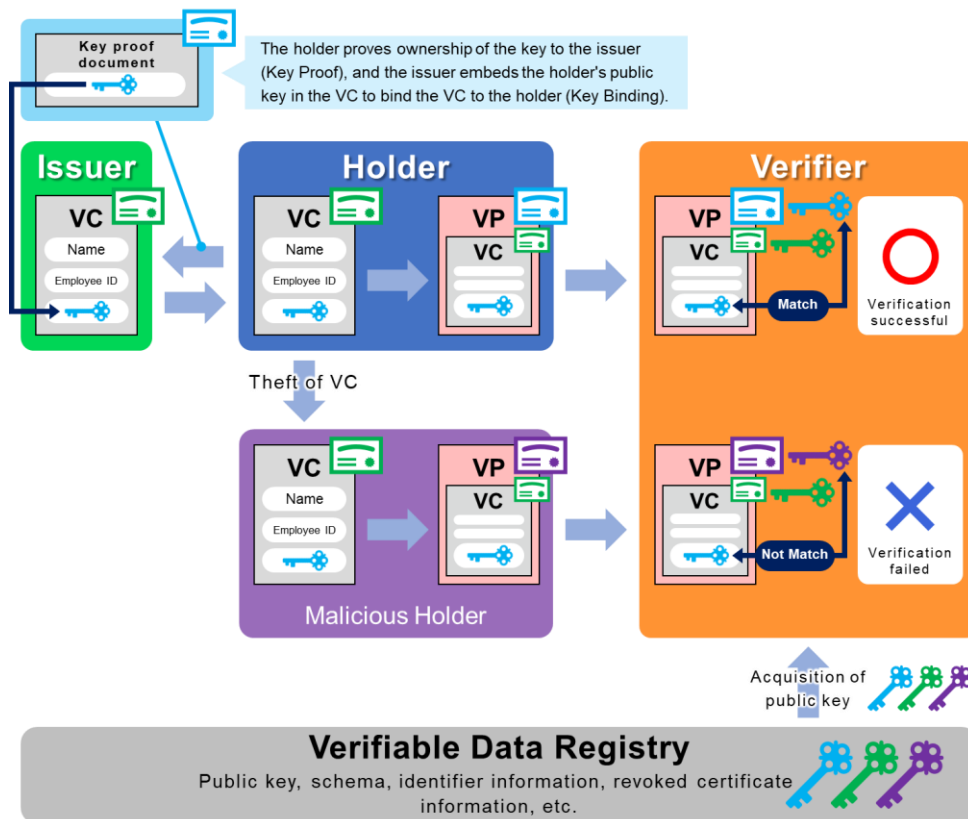 Key proof
document
The holder proves ownership of the key to the issuer
(Key Proof), and the issuer embeds the holder's public
key in the VC to bind the VC to the holder (Key Binding).
Issuer
VC
Name
Employee ID
Holder
VC
Name
Employee ID
VP
VC
Verifier
VP
VC
Match
Verification
successful
Theft of VC
VC
Name
Employee ID
VP
VC
Malicious Holder
VP
VC
Not Match
Verification
failed
Acquisition of
public key
Verifiable Data Registry
Public key, schema, identifier information, revoked certificate
information, etc.